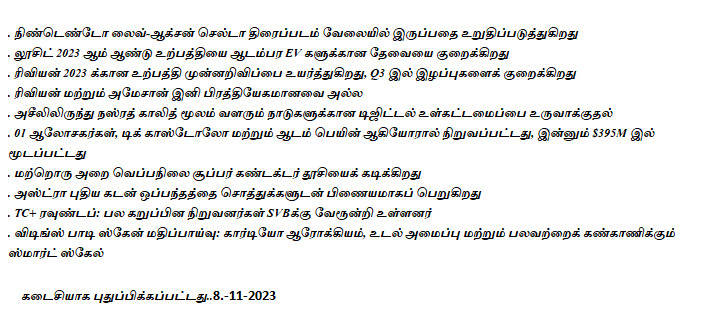 . நிண்டெண்டோ லைவ்-ஆக்சன் செல்டா திரைப்படம் வேலையில் இருப்பதை உறுதிப்படுத்துகிறது
. லூசிட் 2023 ஆம் ஆண்டு உற்பத்தியை ஆடம்பர EV களுக்கான தேவையை குறைக்கிறது
. ரிவியன் 2023 க்கான உற்பத்தி முன்னறிவிப்பை உயர்த்துகிறது, Q3 இல் இழப்புகளைக் குறைக்கிறது
. ரிவியன் மற்றும் அமேசான் இனி பிரத்தியேகமானவை அல்ல
. அசீலிலிருந்து நஸ்ரத் காலித் மூலம் வளரும் நாடுகளுக்கான டிஜிட்டல் உள்கட்டமைப்பை உருவாக்குதல்
. 01 ஆலோசகர்கள், டிக் காஸ்டோலோ மற்றும் ஆடம் பெயின் ஆகியோரால் நிறுவப்பட்டது, இன்னும் $395M இல்
மூடப்பட்டது
. மற்றொரு அறை வெப்பநிலை சூப்பர் கண்டக்டர் தூசியைக் கடிக்கிறது
. அஸ்ட்ரா புதிய கடன் ஒப்பந்தத்தை சொத்துக்களுடன் பிணையமாகப் பெறுகிறது
. TC+ ரவுண்டப்: பல கறுப்பின நிறுவனர்கள் SVBக்கு வேரூன்றி உள்ளனர்
. விடிங்ஸ் பாடி ஸ்கேன் மதிப்பாய்வு: கார்டியோ ஆரோக்கியம், உடல் அமைப்பு மற்றும் பலவற்றைக் கண்காணிக்கும்
ஸ்மார்ட் ஸ்கேல்
கடைசியாக புதுப்பிக்கப்பட்டது..8.-11-2023